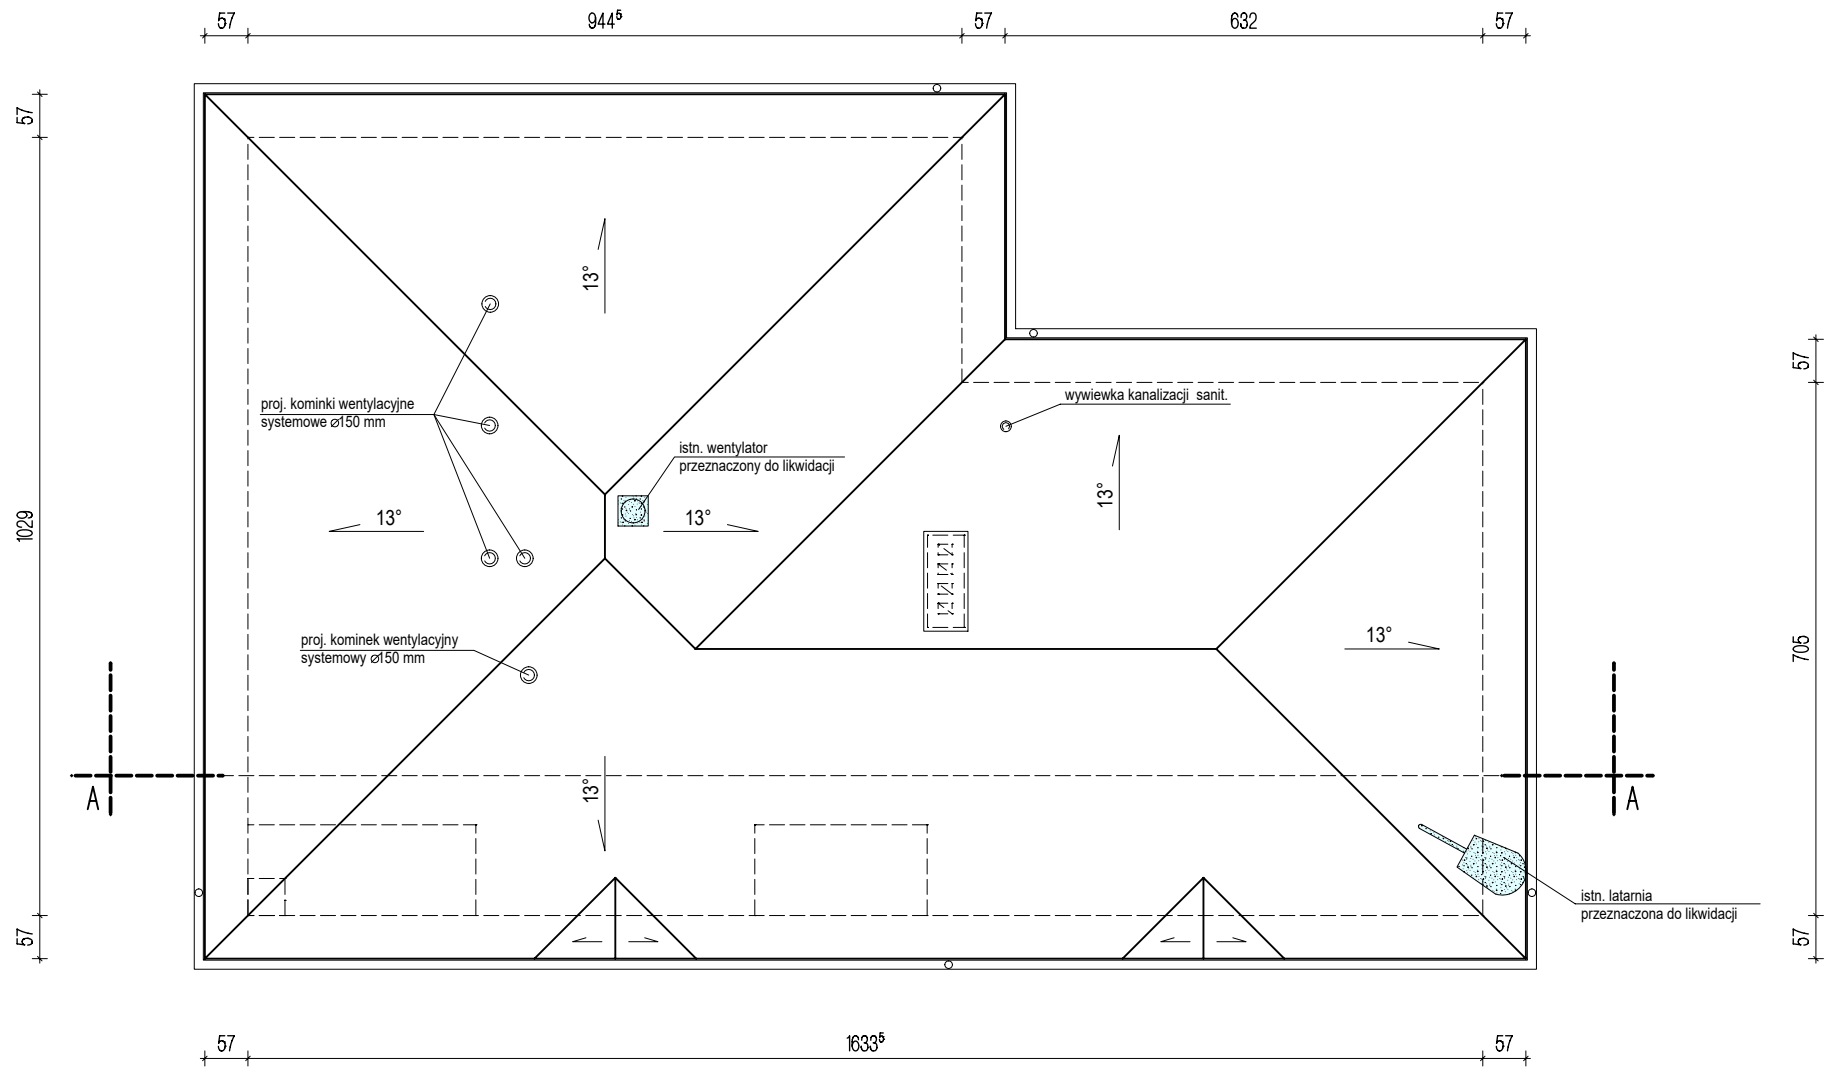 57 944⁵ 57 632 57
57
13°
57
proj. kominki wentylacyjne
systemowe ⌀150 mm
wywiewka kanalizacji sanit.
istn. wentylator
przeznaczony do likwidacji
13°
1029
13°
13°
proj. kominek wentylacyjny
systemowy ⌀150 mm
13°
705
13°
A
A
istn. latarnia
przeznaczona do likwidacji
57
57
57 1633⁵ 57